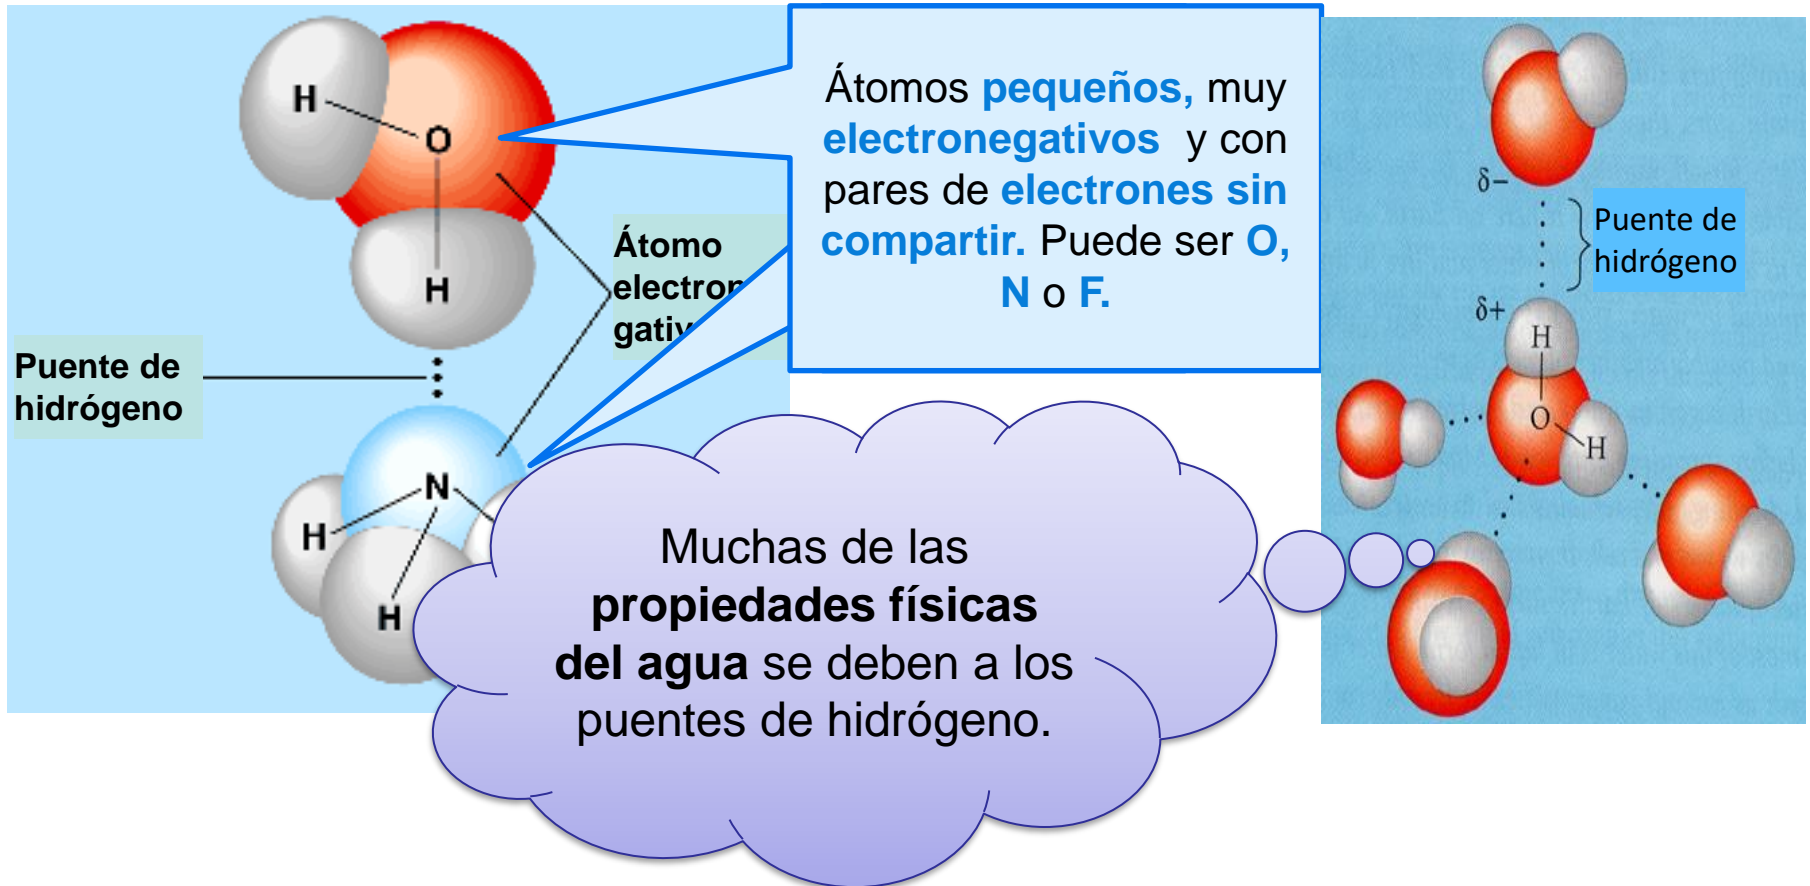 H
O
H
Átomo
electron
gativ
Puente de
hidrógeno
N
H
H
Átomos pequeños, muy
electronegativos y con
pares de electrones sin
compartir. Puede ser O,
N o F.
Muchas de las
propiedades físicas
del agua se deben a los
puentes de hidrógeno.
δ−
Puente de
hidrógeno
δ+
H
O
H